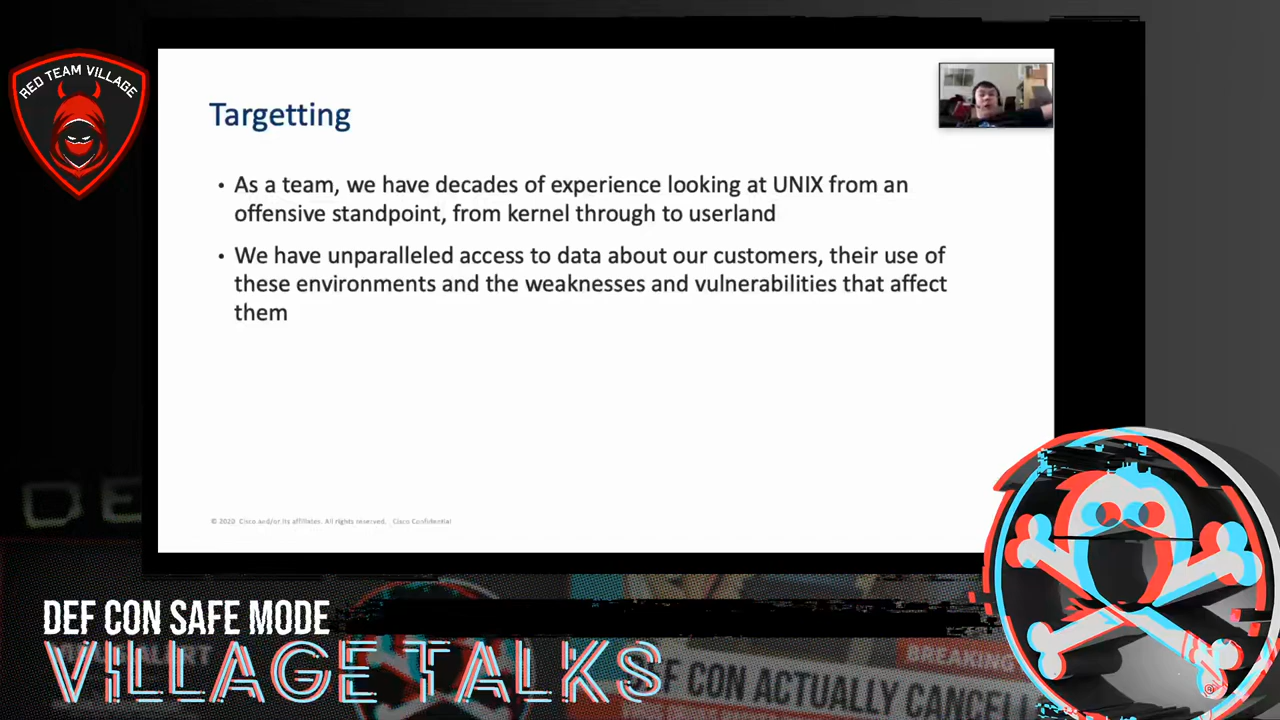 RED TEAM VILLAGE
Targetting
• As a team, we have decades of experience looking at UNIX from an
offensive standpoint, from kernel through to userland
• We have unparalleled access to data about our customers, their use of
these environments and the weaknesses and vulnerabilities that affect
them
© 2020 Cisco and/or its affiliates. All rights reserved. Cisco Confidential
DE
DEF CON SAFE MODE
VILLAGE TALKS
BREAKING
EF CON ACTUALLY CANCELL